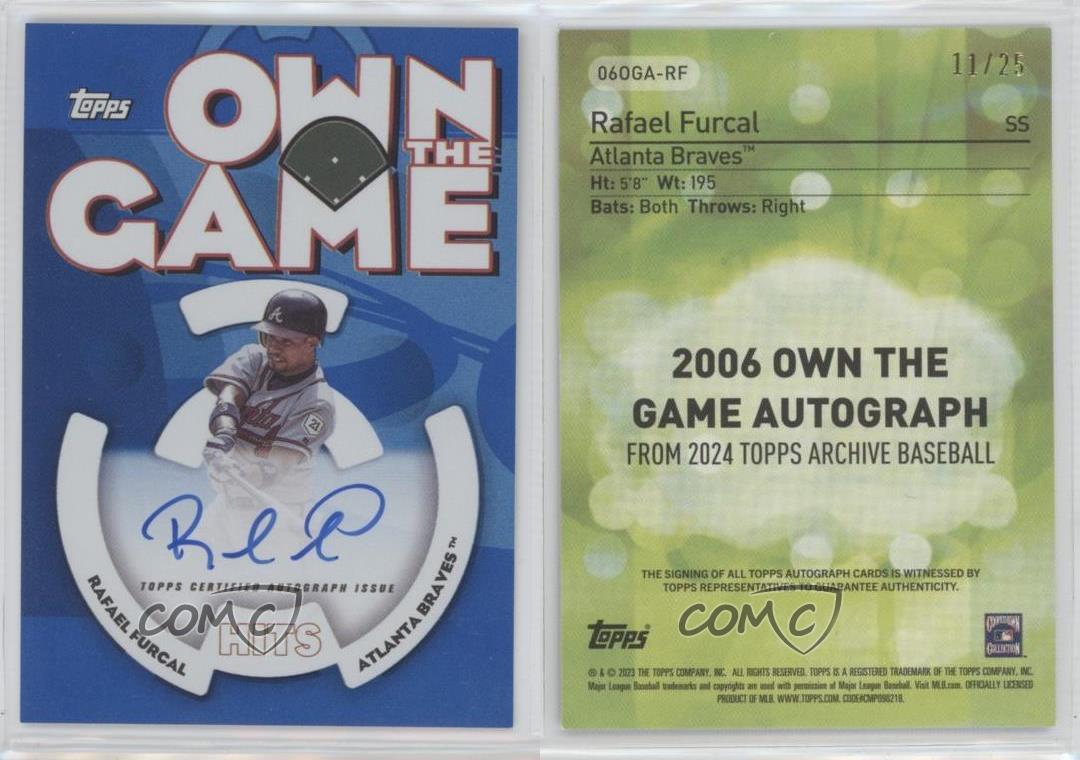 OWN
TOPPS
THE
GAME
A
21
TOPPS CERTIFIED AUTOGRAPH ISSUE
RAFAEL FURCAL
HITS
ATLANTA BRAVES™
COMC
06OGA-RF
11/25
Rafael Furcal SS
Atlanta Braves™
Ht: 5'8" Wt: 195
Bats: Both Throws: Right
2006 OWN THE
GAME AUTOGRAPH
FROM 2024 TOPPS ARCHIVE BASEBALL
THE SIGNING OF ALL TOPPS AUTOGRAPH CARDS IS WITNESSED BY
TOPPS REPRESENTATIVES TO GUARANTEE AUTHENTICITY.
COMC
TOPPS®
COOPERSTOWN
COLLECTION
® & © 2023 THE TOPPS COMPANY, INC. ALL RIGHTS RESERVED. TOPPS IS A REGISTERED TRADEMARK OF THE TOPPS COMPANY, INC.
Major League Baseball trademarks and copyrights are used with permission of Major League Baseball. Visit MLB.com. OFFICIALLY LICENSED
PRODUCT OF MLB. WWW.TOPPS.COM. CODE#CMP098218.